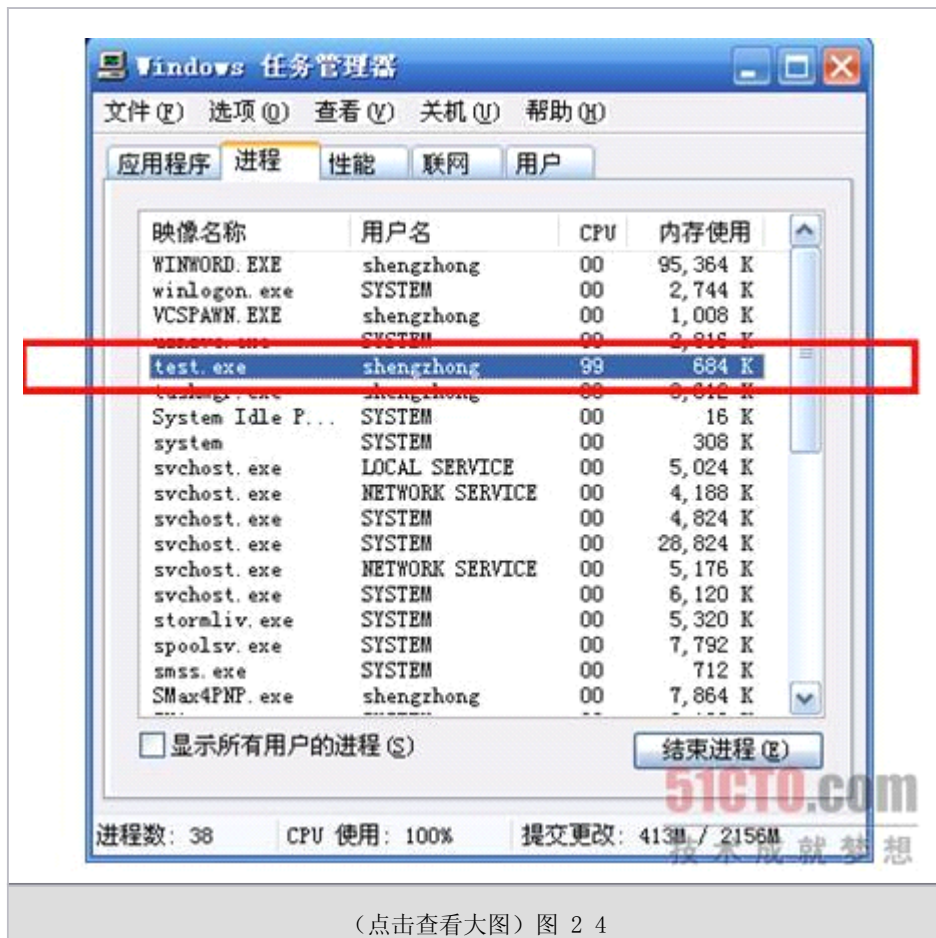 Windows 任务管理器
文件(F) 选项(O) 查看(V) 关机(U) 帮助(H)
应用程序 进程 性能 联网 用户
映像名称 用户名 CPU 内存使用
WINWORD.EXE shengzhong 00 95,364 K
winlogon.exe SYSTEM 00 2,744 K
VCSPAWN.EXE shengzhong 00 1,008 K
SYSTEM 2,816 K
test.exe shengzhong 99 684 K
taskmgr.exe shengzhong 00
System Idle P... SYSTEM 00 16 K
system SYSTEM 00 308 K
svchost.exe LOCAL SERVICE 00 5,024 K
svchost.exe NETWORK SERVICE 00 4,188 K
svchost.exe SYSTEM 00 4,824 K
svchost.exe SYSTEM 00 28,824 K
svchost.exe NETWORK SERVICE 00 5,176 K
svchost.exe SYSTEM 00 6,120 K
stormliv.exe SYSTEM 00 5,320 K
spoolsv.exe SYSTEM 00 7,792 K
smss.exe SYSTEM 00 712 K
SMax4PNP.exe shengzhong 00 7,864 K
显示所有用户的进程(S) 结束进程(E)
51CTO.com
进程数: 38 CPU 使用: 100% 提交更改: 413M / 2156M
技术成就梦想
（点击查看大图）图 2 4